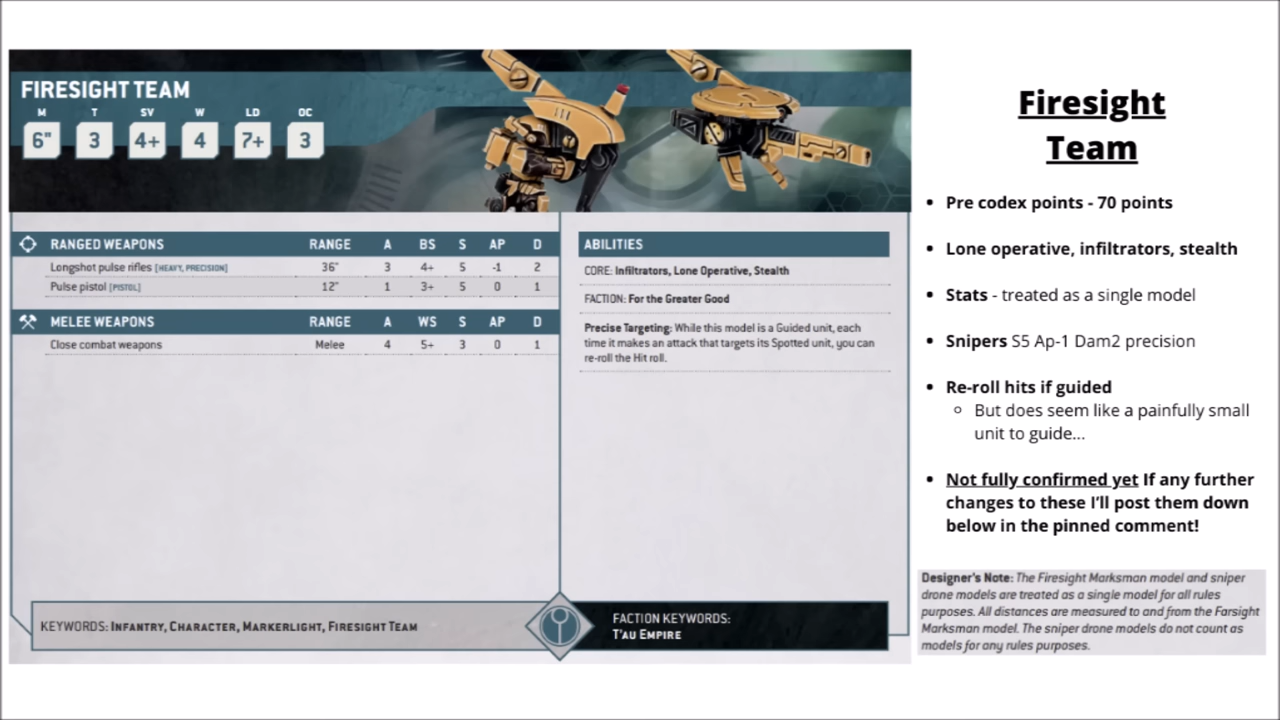 FIRESIGHT TEAM
M T SV W LD OC
6" 3 4+ 4 7+ 3
RANGED WEAPONS RANGE A BS S AP D
Longshot pulse rifles [HEAVY, PRECISION] 36" 3 4+ 5 -1 2
Pulse pistol [PISTOL] 12" 1 3+ 5 0 1
MELEE WEAPONS RANGE A WS S AP D
Close combat weapons Melee 4 5+ 3 0 1
ABILITIES
CORE: Infiltrators, Lone Operative, Stealth
FACTION: For the Greater Good
Precise Targeting: While this model is a Guided unit, each
time it makes an attack that targets its Spotted unit, you can
re-roll the Hit roll.
KEYWORDS: INFANTRY, CHARACTER, MARKERLIGHT, FIRESIGHT TEAM
FACTION KEYWORDS:
T'AU EMPIRE
Firesight
Team
• Pre codex points - 70 points
• Lone operative, infiltrators, stealth
• Stats - treated as a single model
• Snipers S5 Ap-1 Dam2 precision
• Re-roll hits if guided
◦ But does seem like a painfully small
unit to guide...
• Not fully confirmed yet If any further
changes to these I'll post them down
below in the pinned comment!
Designer's Note: The Firesight Marksman model and sniper
drone models are treated as a single model for all rules
purposes. All distances are measured to and from the Farsight
Marksman model. The sniper drone models do not count as
models for any rules purposes.